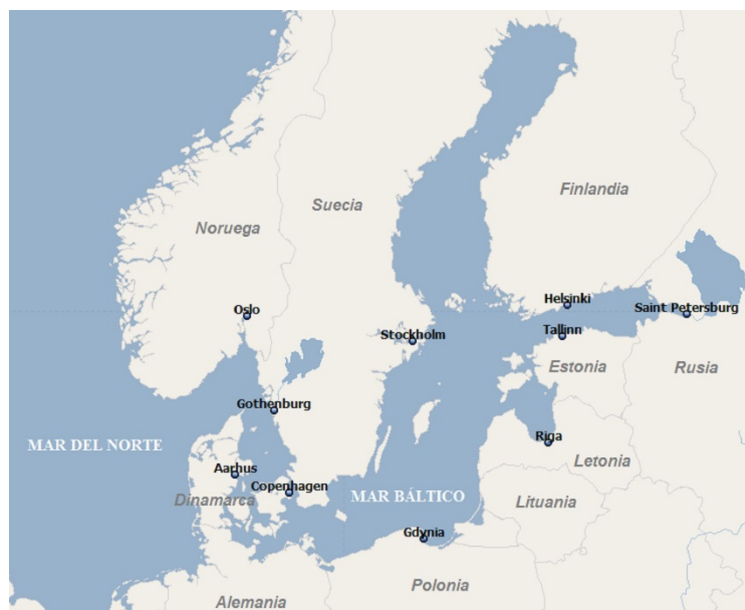 Finlandia
Suecia
Noruega
Helsinki
Oslo
Saint Petersburg
Tallinn
Stockholm
Estonia
Rusia
Gothenburg
MAR DEL NORTE
Riga
Letonia
Aarhus
Copenhagen
Dinamarca
MAR BÁLTICO
Lituania
Gdynia
Polonia
Alemania